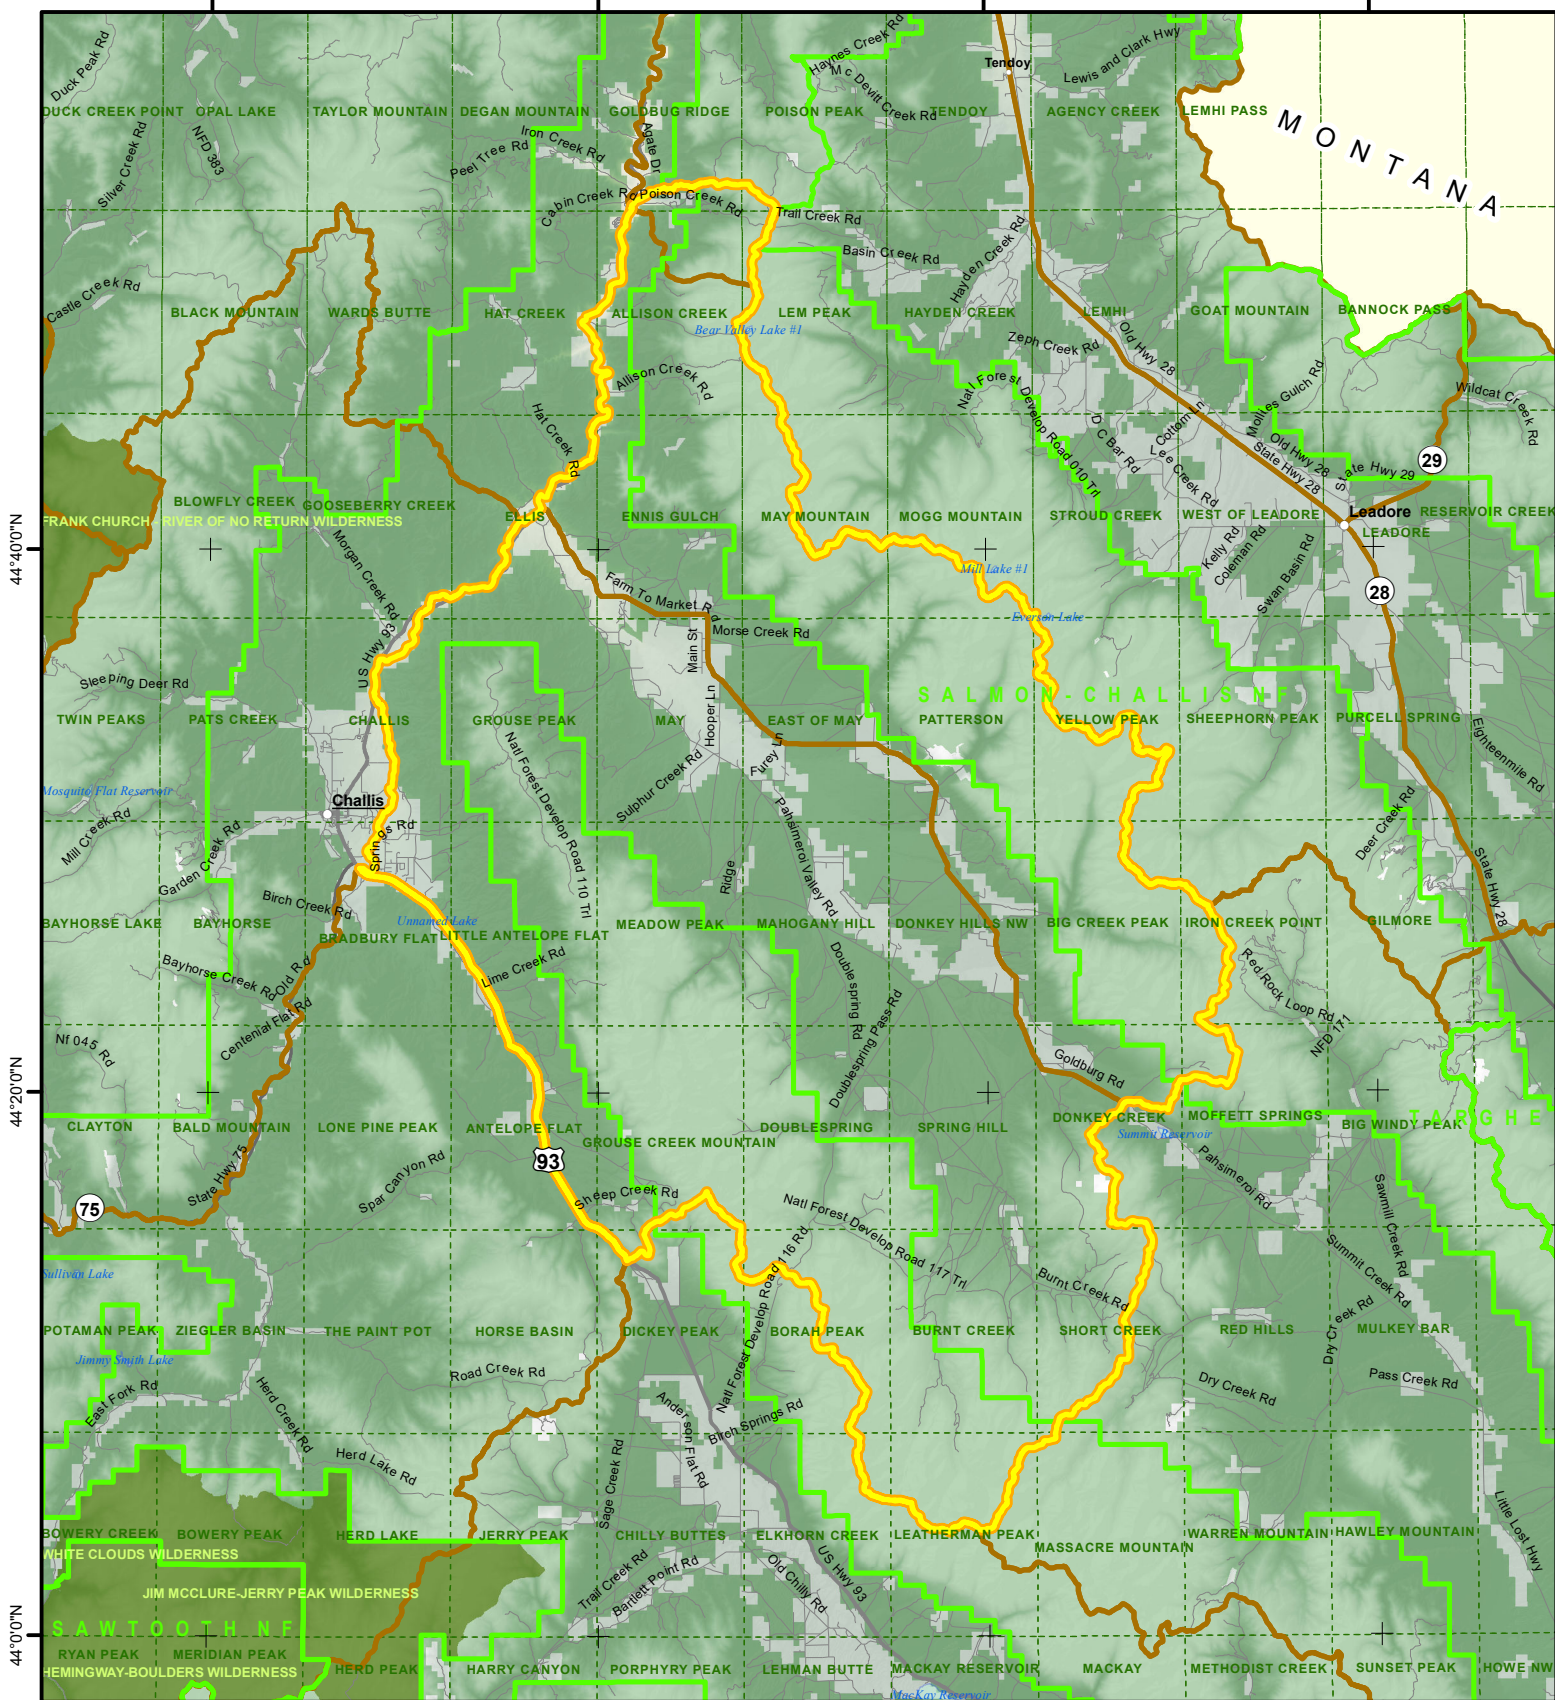 Duck Peak Rd
Haynes Creek Rd
Mc Devitt Creek Rd
Tendoy
Lewis and Clark Hwy
DUCK CREEK POINT
OPAL LAKE
TAYLOR MOUNTAIN
DEGAN MOUNTAIN
GOLDBUG RIDGE
POISON PEAK
TENDOY
AGENCY CREEK
LEMHI PASS
MONTANA
Silver Creek Rd
NFD 383
Peel Tree Rd
Iron Creek Rd
Agate Dr
Cabin Creek Rd
Poison Creek Rd
Trail Creek Rd
Basin Creek Rd
Hayden Creek Rd
Castle Creek Rd
BLACK MOUNTAIN
WARDS BUTTE
HAT CREEK
ALLISON CREEK
LEM PEAK
HAYDEN CREEK
LEMHI
GOAT MOUNTAIN
BANNOCK PASS
Bear Valley Lake #1
Zeph Creek Rd
Old Hwy 28
Allison Creek Rd
Natl Forest Develop Road 010 Trl
Mollies Gulch Rd
Wildcat Creek Rd
Hat Creek Rd
D C Bar Rd
Cottom Ln
Lee Creek Rd
Old Hwy 28
State Hwy 28
State Hwy 29
29
BLOWFLY CREEK
GOOSEBERRY CREEK
ELLIS
ENNIS GULCH
MAY MOUNTAIN
MOGG MOUNTAIN
STROUD CREEK
WEST OF LEADORE
Leadore
LEADORE
RESERVOIR CREEK
FRANK CHURCH - RIVER OF NO RETURN WILDERNESS
44°40'0"N
Morgan Creek Rd
Kelly Rd
Coleman Rd
Swan Basin Rd
Mill Lake #1
28
Farm To Market Rd
Everson Lake
US Hwy 93
Main St
Morse Creek Rd
Sleeping Deer Rd
Hooper Ln
SALMON-CHALLIS NF
TWIN PEAKS
PATS CREEK
CHALLIS
GROUSE PEAK
MAY
EAST OF MAY
PATTERSON
YELLOW PEAK
SHEEPHORN PEAK
PURCELL SPRING
Eighteenmile Rd
Natl Forest Develop Road 110 Trl
Furey Ln
Sulphur Creek Rd
Mosquito Flat Reservoir
Challis
Mill Creek Rd
Garden Creek Rd
Springs Rd
Pahsimeroi Valley Rd
Deer Creek Rd
State Hwy 28
Ridge
Birch Creek Rd
BAYHORSE LAKE
BAYHORSE
Unnamed Lake
BRADBURY FLAT
LITTLE ANTELOPE FLAT
MEADOW PEAK
MAHOGANY HILL
DONKEY HILLS NW
BIG CREEK PEAK
IRON CREEK POINT
GILMORE
Bayhorse Creek Rd
Old Rd
Lime Creek Rd
Double spring Rd
Red Rock Loop Rd
Centenial Flat Rd
Doublespring Pass Rd
NFD 171
Nf 045 Rd
Goldburg Rd
44°20'0"N
CLAYTON
BALD MOUNTAIN
LONE PINE PEAK
ANTELOPE FLAT
GROUSE CREEK MOUNTAIN
DOUBLESPRING
SPRING HILL
DONKEY CREEK
MOFFETT SPRINGS
BIG WINDY PEAK
TARGHE
Summit Reservoir
93
State Hwy 75
Spar Canyon Rd
Sheep Creek Rd
Pahsimeroi Rd
Sawmill Creek Rd
75
Natl Forest Develop Road 117 Trl
Natl Forest Develop Road 116 Rd
Burnt Creek Rd
Summit Creek Rd
Sullivan Lake
Dry Creek Rd
POTAMAN PEAK
ZIEGLER BASIN
THE PAINT POT
HORSE BASIN
DICKEY PEAK
BORAH PEAK
BURNT CREEK
SHORT CREEK
RED HILLS
MULKEY BAR
Jimmy Smith Lake
East Fork Rd
Herd Creek Rd
Road Creek Rd
Anderson Flat Rd
Birch Springs Rd
Dry Creek Rd
Pass Creek Rd
Herd Lake Rd
Sage Creek Rd
Little Lost Hwy
BOWERY CREEK
BOWERY PEAK
HERD LAKE
JERRY PEAK
CHILLY BUTTES
ELKHORN CREEK
LEATHERMAN PEAK
MASSACRE MOUNTAIN
WARREN MOUNTAIN
HAWLEY MOUNTAIN
WHITE CLOUDS WILDERNESS
JIM MCCLURE-JERRY PEAK WILDERNESS
Trail Creek Rd
Bartlett Point Rd
Old Chilly Rd
US Hwy 93
SAWTOOTH NF
44°0'0"N
RYAN PEAK
MERIDIAN PEAK
HERD PEAK
HARRY CANYON
PORPHYRY PEAK
LEHMAN BUTTE
MACKAY RESERVOIR
MACKAY
METHODIST CREEK
SUNSET PEAK
HOWE NW
HEMINGWAY-BOULDERS WILDERNESS
MacKay Reservoir